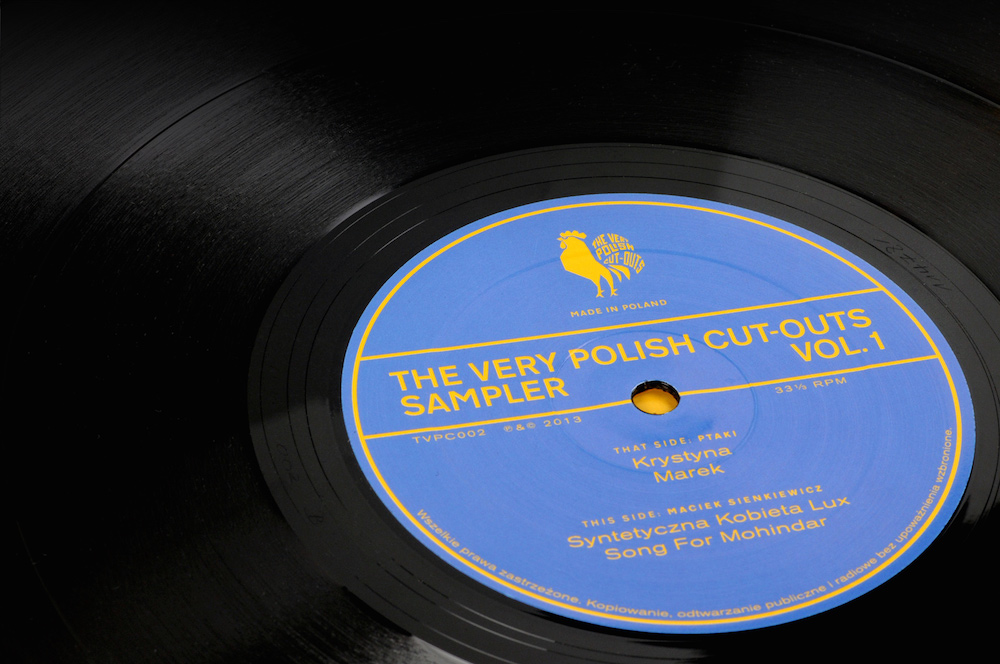 THE VERY
POLISH
CUT-OUTS
MADE IN POLAND
THE VERY POLISH CUT-OUTS
SAMPLER VOL. 1
TVPC002 ℗&© 2013 33⅓ RPM
THAT SIDE: PTAKI
Krystyna
Marek
THIS SIDE: MACIEK SIENKIEWICZ
Syntetyczna Kobieta Lux
Song For Mohindar
Wszelkie prawa zastrzeżone. Kopiowanie, odtwarzanie publiczne i radiowe bez upoważnienia wzbronione.